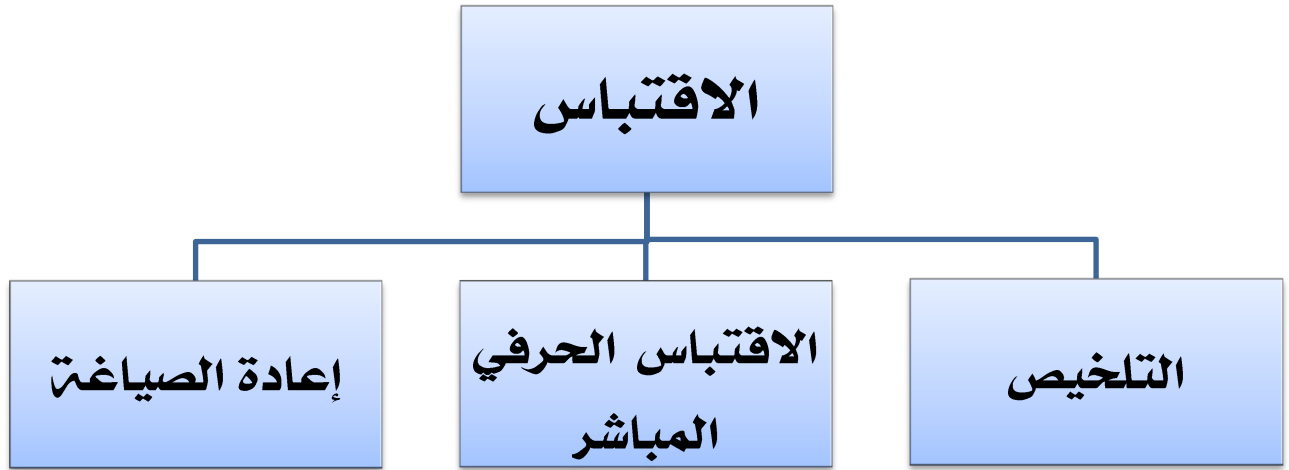 الاقتباس
التلخيص
الاقتباس الحرفي
المباشر
إعادة الصياغة